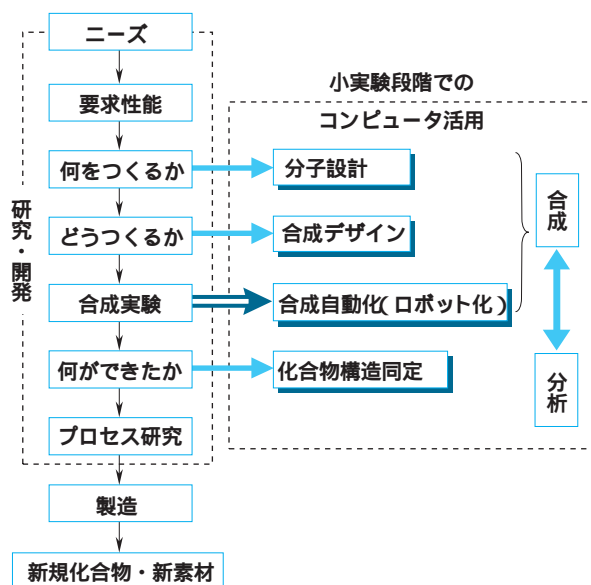 ニーズ
要求性能
何をつくるか
どうつくるか
合成実験
何ができたか
プロセス研究
製造
新規化合物・新素材
研究・開発
小実験段階での
コンピュータ活用
分子設計
合成デザイン
合成自動化(ロボット化)
化合物構造同定
合成
分析